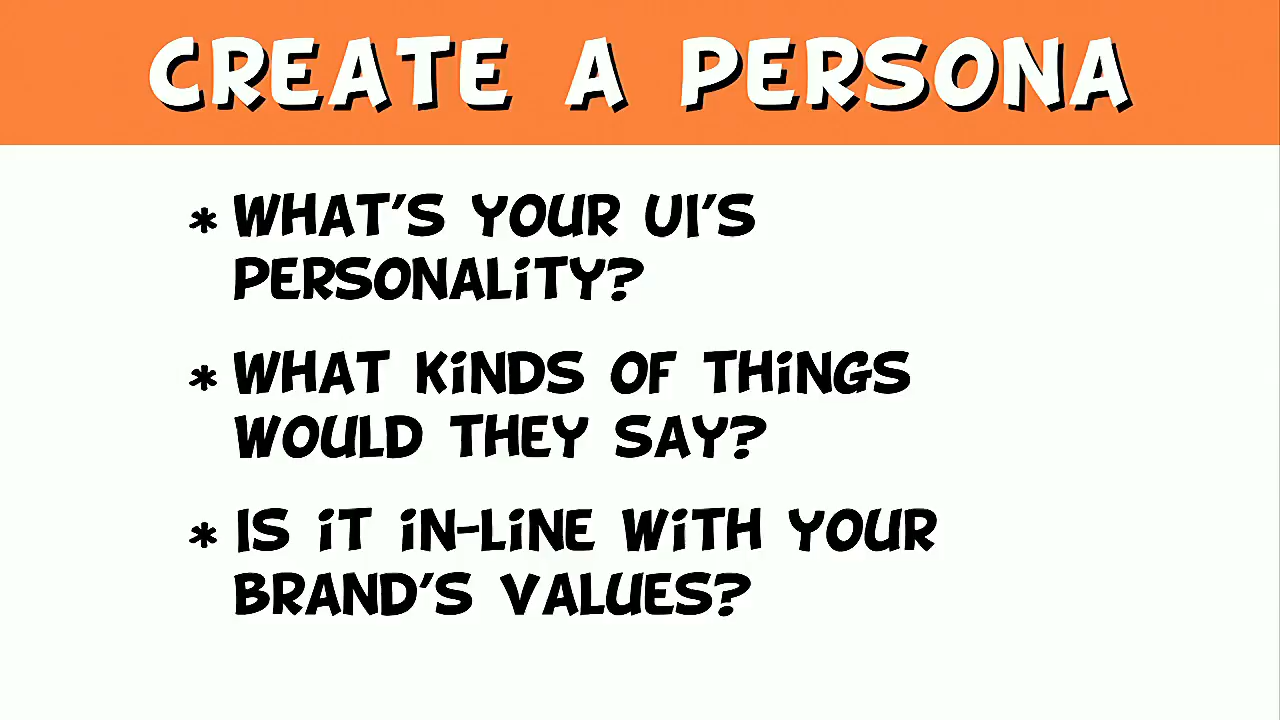 CREATE A PERSONA
* WHAT'S YOUR UI'S
PERSONALITY?
* WHAT KINDS OF THINGS
WOULD THEY SAY?
* IS IT IN-LINE WITH YOUR
BRAND'S VALUES?